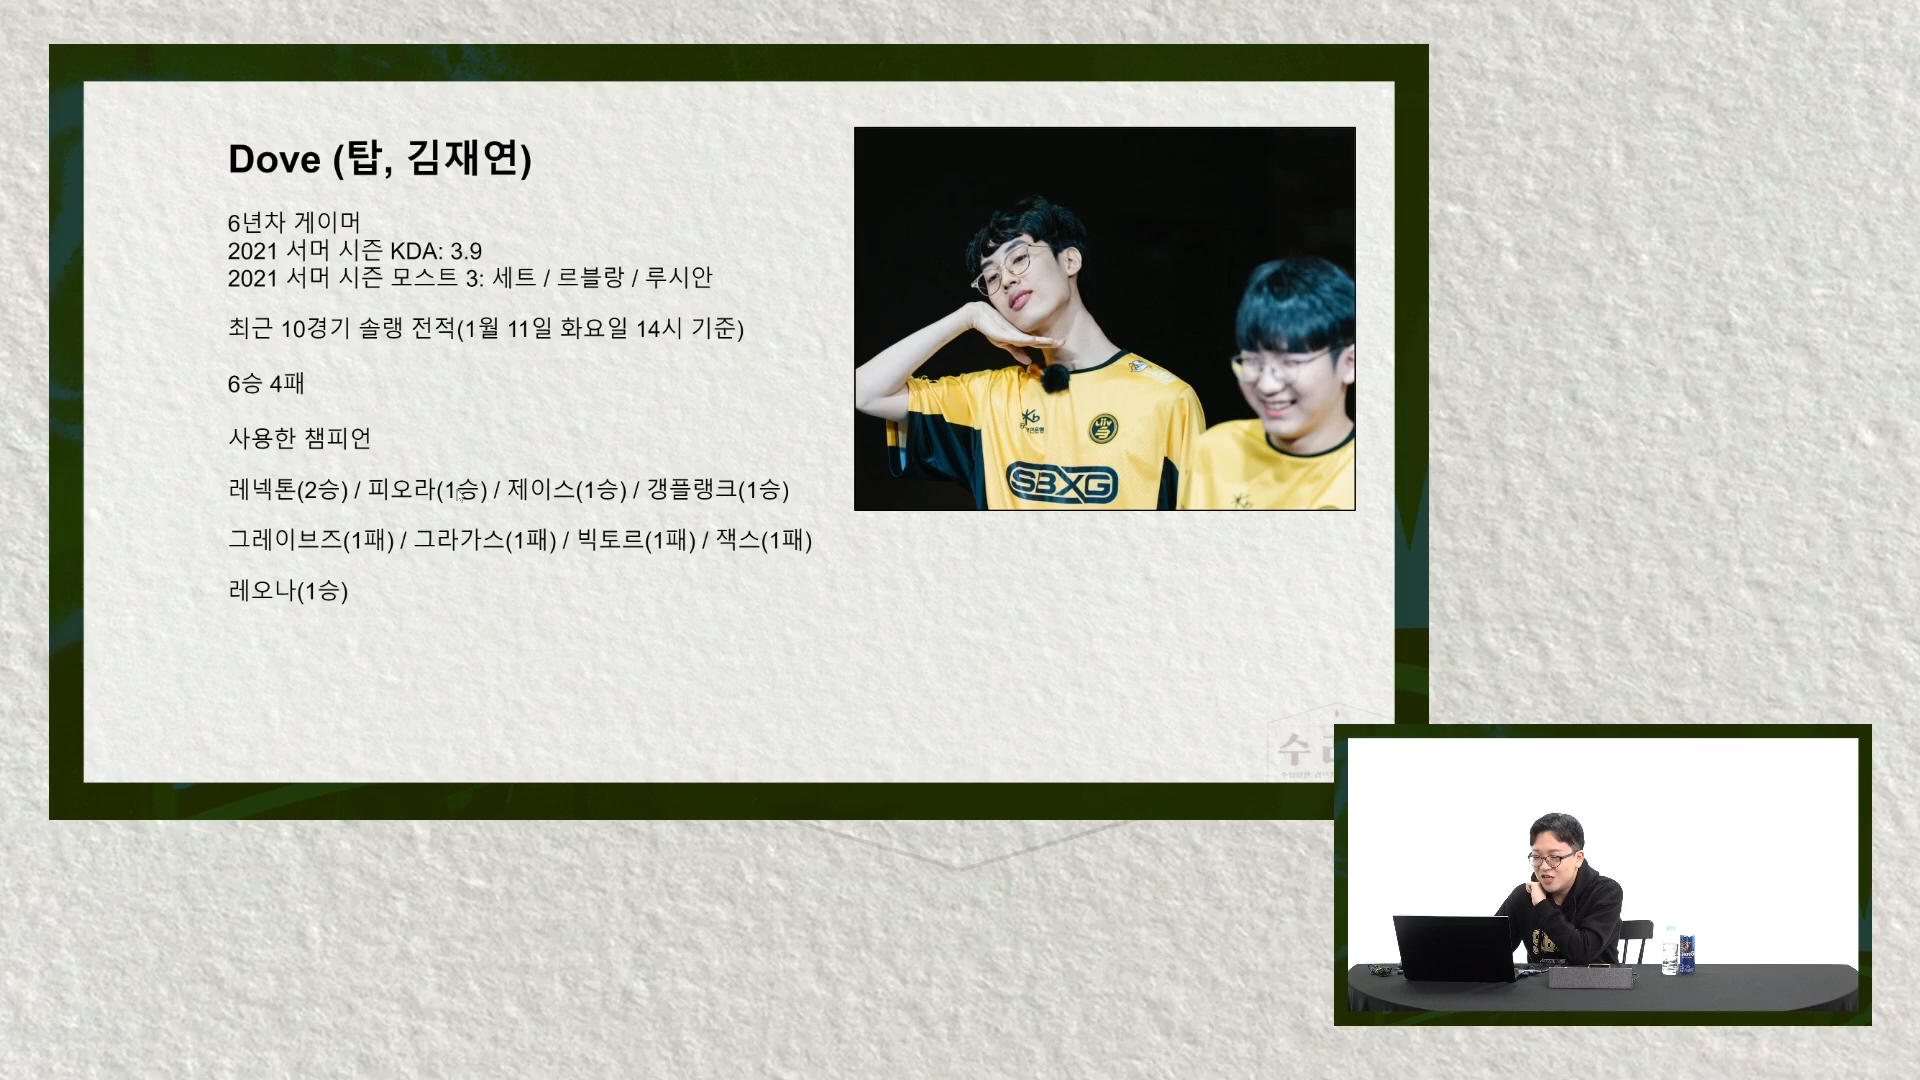 Dove (탑, 김재연)
6년차 게이머
2021 서머 시즌 KDA: 3.9
2021 서머 시즌 모스트 3: 세트 / 르블랑 / 루시안
최근 10경기 솔랭 전적(1월 11일 화요일 14시 기준)
6승 4패
사용한 챔피언
레넥톤(2승) / 피오라(1승) / 제이스(1승) / 갱플랭크(1승)
그레이브즈(1패) / 그라가스(1패) / 빅토르(1패) / 잭스(1패)
레오나(1승)
Kb
SBXG
수